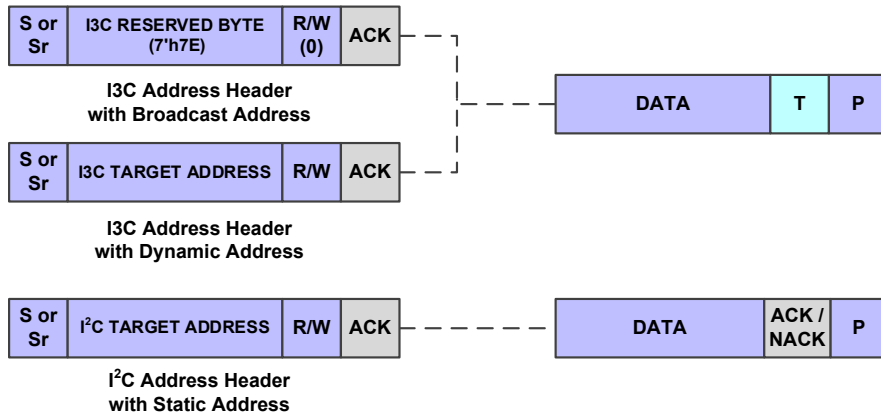 S or
Sr
I3C RESERVED BYTE
(7'h7E)
R/W
(0)
ACK
I3C Address Header
with Broadcast Address
DATA
T
P
S or
Sr
I3C TARGET ADDRESS
R/W
ACK
I3C Address Header
with Dynamic Address
S or
Sr
I²C TARGET ADDRESS
R/W
ACK
DATA
ACK /
NACK
P
I²C Address Header
with Static Address